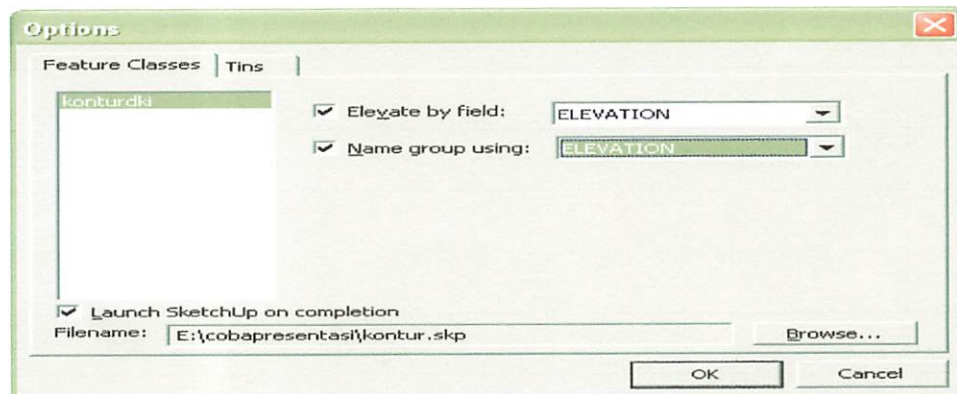 Options
Feature Classes
Tins
konturdki
Elevate by field:
ELEVATION
Name group using:
ELEVATION
Launch SketchUp on completion
Filename:
E:\cobapresentasi\kontur.skp
Browse...
OK
Cancel